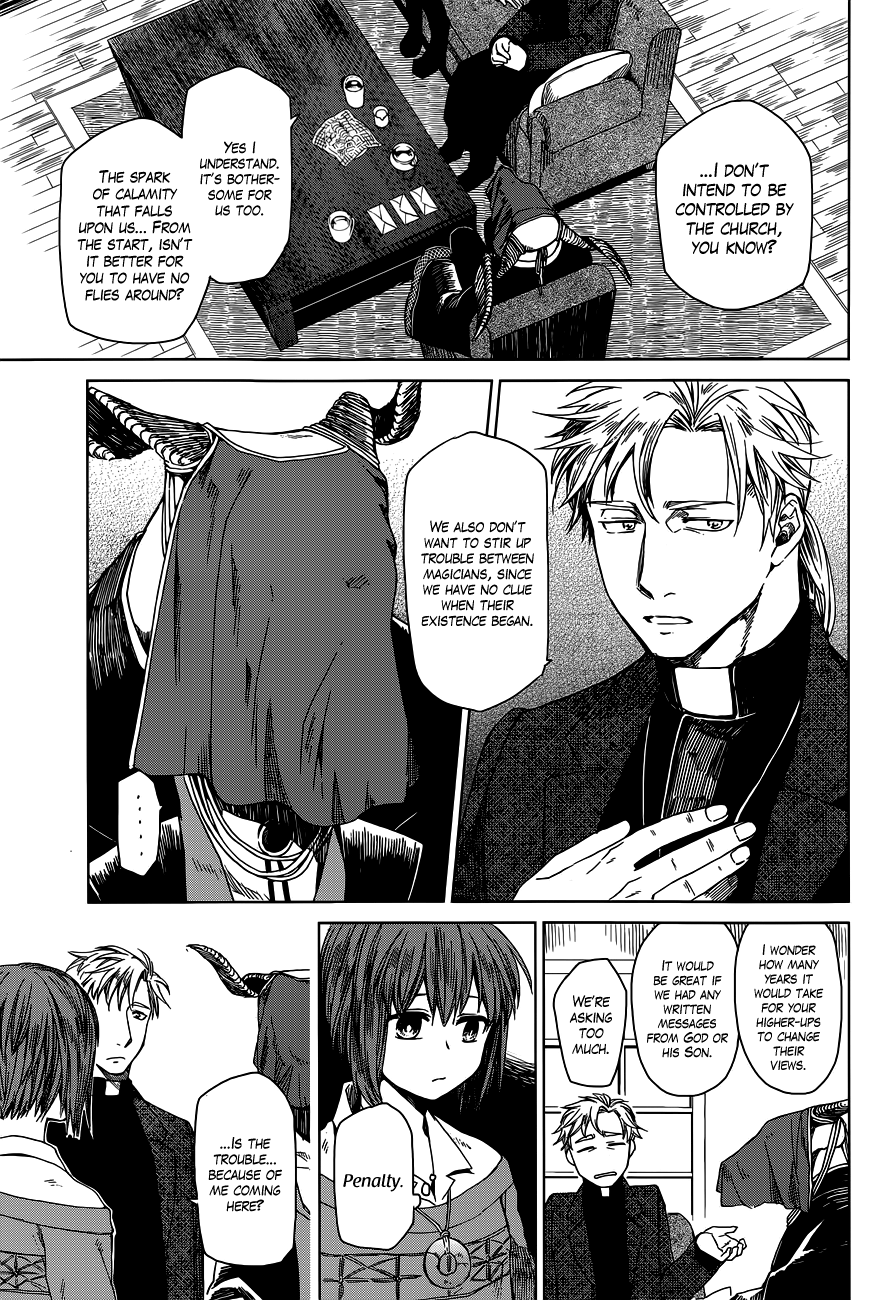 ...I DON'T
INTEND TO BE
CONTROLLED BY
THE CHURCH,
YOU KNOW?
YES I
UNDERSTAND.
IT'S BOTHER-
SOME FOR
US TOO.
THE SPARK
OF CALAMITY
THAT FALLS
UPON US... FROM
THE START, ISN'T
IT BETTER FOR
YOU TO HAVE NO
FLIES AROUND?
WE ALSO DON'T
WANT TO STIR UP
TROUBLE BETWEEN
MAGICIANS, SINCE
WE HAVE NO CLUE
WHEN THEIR
EXISTENCE BEGAN.
.....
I WONDER
HOW MANY
YEARS IT
WOULD TAKE
FOR YOUR
HIGHER-UPS
TO CHANGE
THEIR
VIEWS.
IT WOULD
BE GREAT IF
WE HAD ANY
WRITTEN
MESSAGES
FROM GOD OR
HIS SON.
WE'RE
ASKING
TOO
MUCH.
Penalty.
...IS THE
TROUBLE...
BECAUSE OF
ME COMING
HERE?